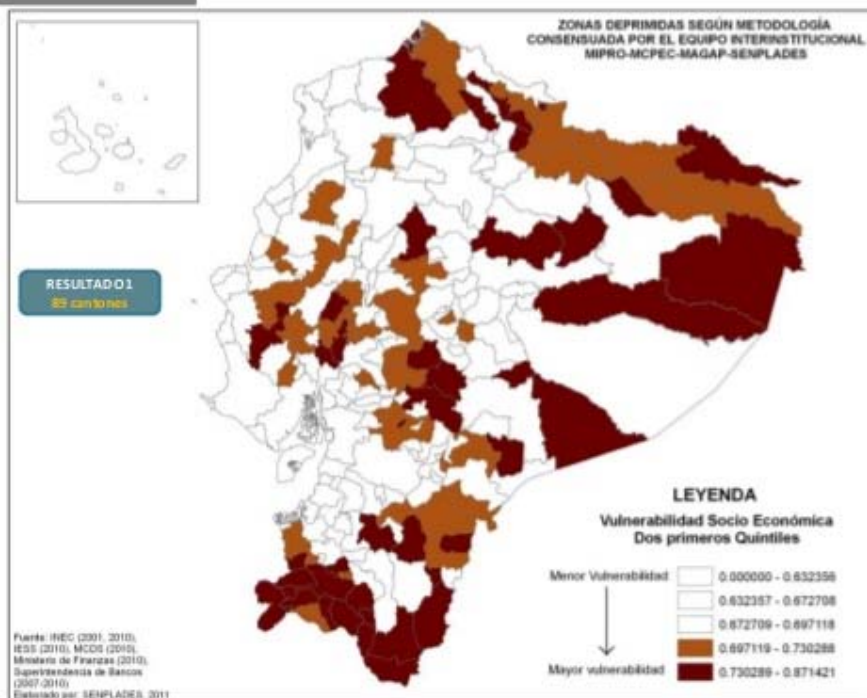 ZONAS DEPRIMIDAS SEGÚN METODOLOGÍA
CONSENSUADA POR EL EQUIPO INTERINSTITUCIONAL
MIPRO-MCPEC-MAGAP-SENPLADES
RESULTADO1
89 cantones
LEYENDA
Vulnerabilidad Socio Económica
Dos primeros Quintiles
Menor Vulnerabilidad
0.000000 - 0.632356
0.632357 - 0.672708
0.672709 - 0.697118
0.697119 - 0.730288
Mayor vulnerabilidad
0.730289 - 0.871421
Fuente: INEC (2001, 2010),
IESS (2010), MCDS (2010),
Ministerio de Finanzas (2010),
Superintendencia de Bancos
(2007-2010)
Elaborado por: SENPLADES, 2011